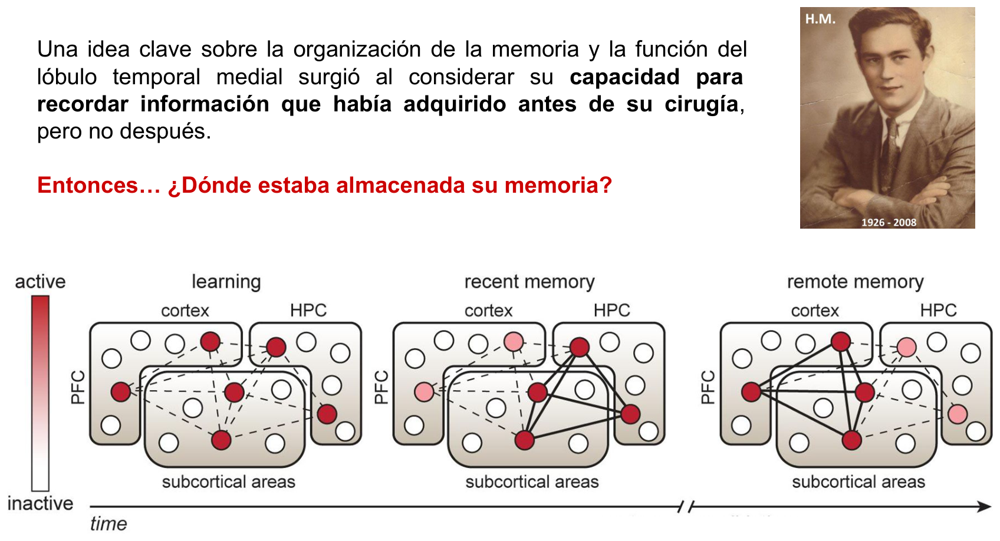 H.M.
Una idea clave sobre la organización de la memoria y la función del
lóbulo temporal medial surgió al considerar su capacidad para
recordar información que había adquirido antes de su cirugía,
pero no después.
Entonces… ¿Dónde estaba almacenada su memoria?
1926 - 2008
active
inactive
learning
cortex
HPC
PFC
subcortical areas
recent memory
cortex
HPC
PFC
subcortical areas
remote memory
cortex
HPC
PFC
subcortical areas
time